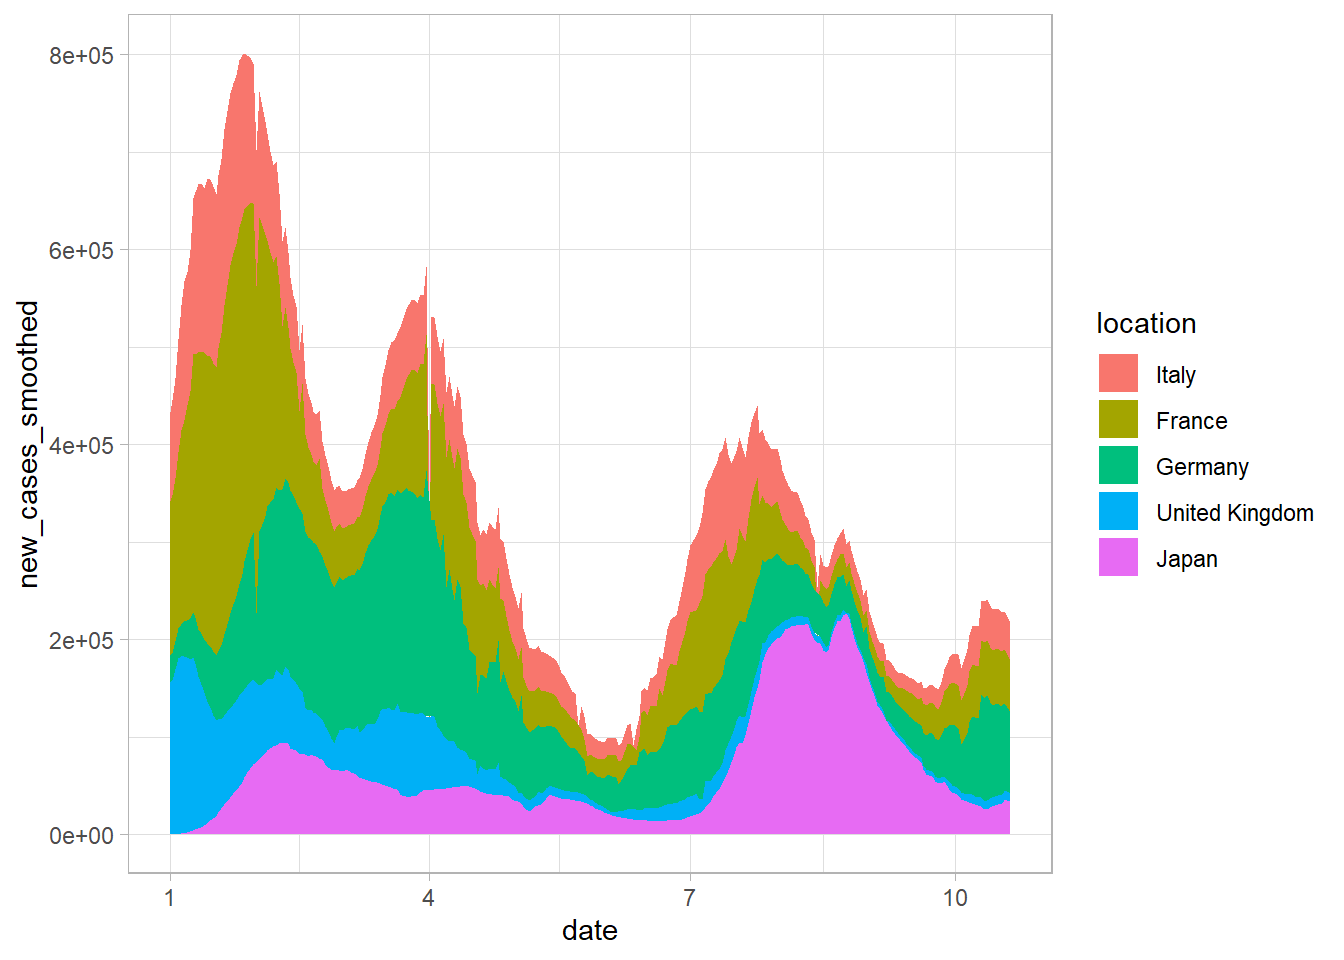 8e+05
6e+05
4e+05
2e+05
0e+00
new_cases_smoothed
1 4 7 10
date
location
Italy
France
Germany
United Kingdom
Japan